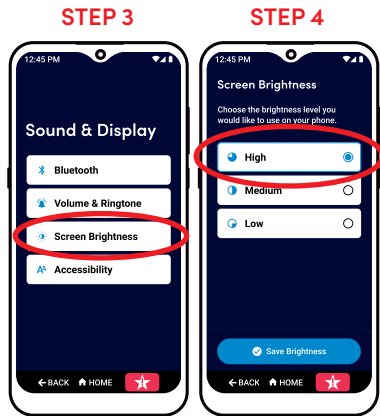 STEP 3
12:45 PM
Sound & Display
Bluetooth
Volume & Ringtone
Screen Brightness
Accessibility
BACK HOME
STEP 4
12:45 PM
Screen Brightness
Choose the brightness level you
would like to use on your phone.
High
Medium
Low
Save Brightness
BACK HOME